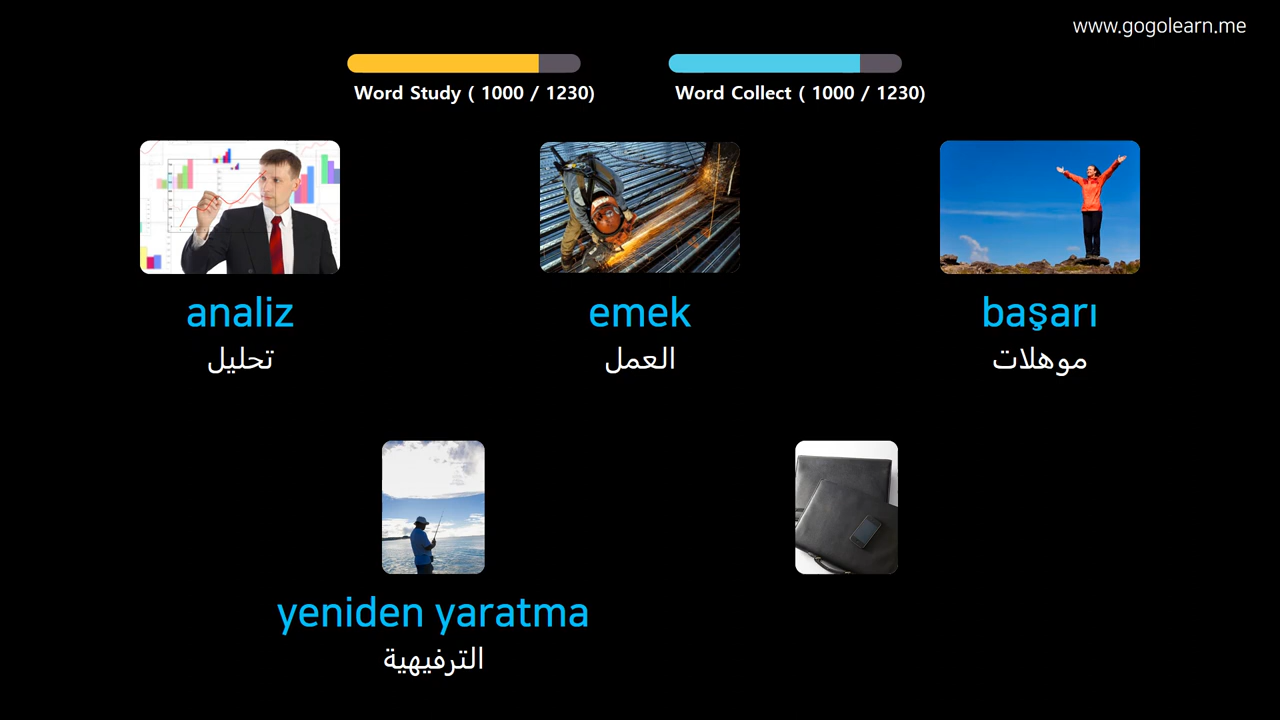 www.gogolearn.me
Word Study ( 1000 / 1230)
Word Collect ( 1000 / 1230)
analiz
تحليل
emek
العمل
başarı
موهلات
yeniden yaratma
الترفيهية